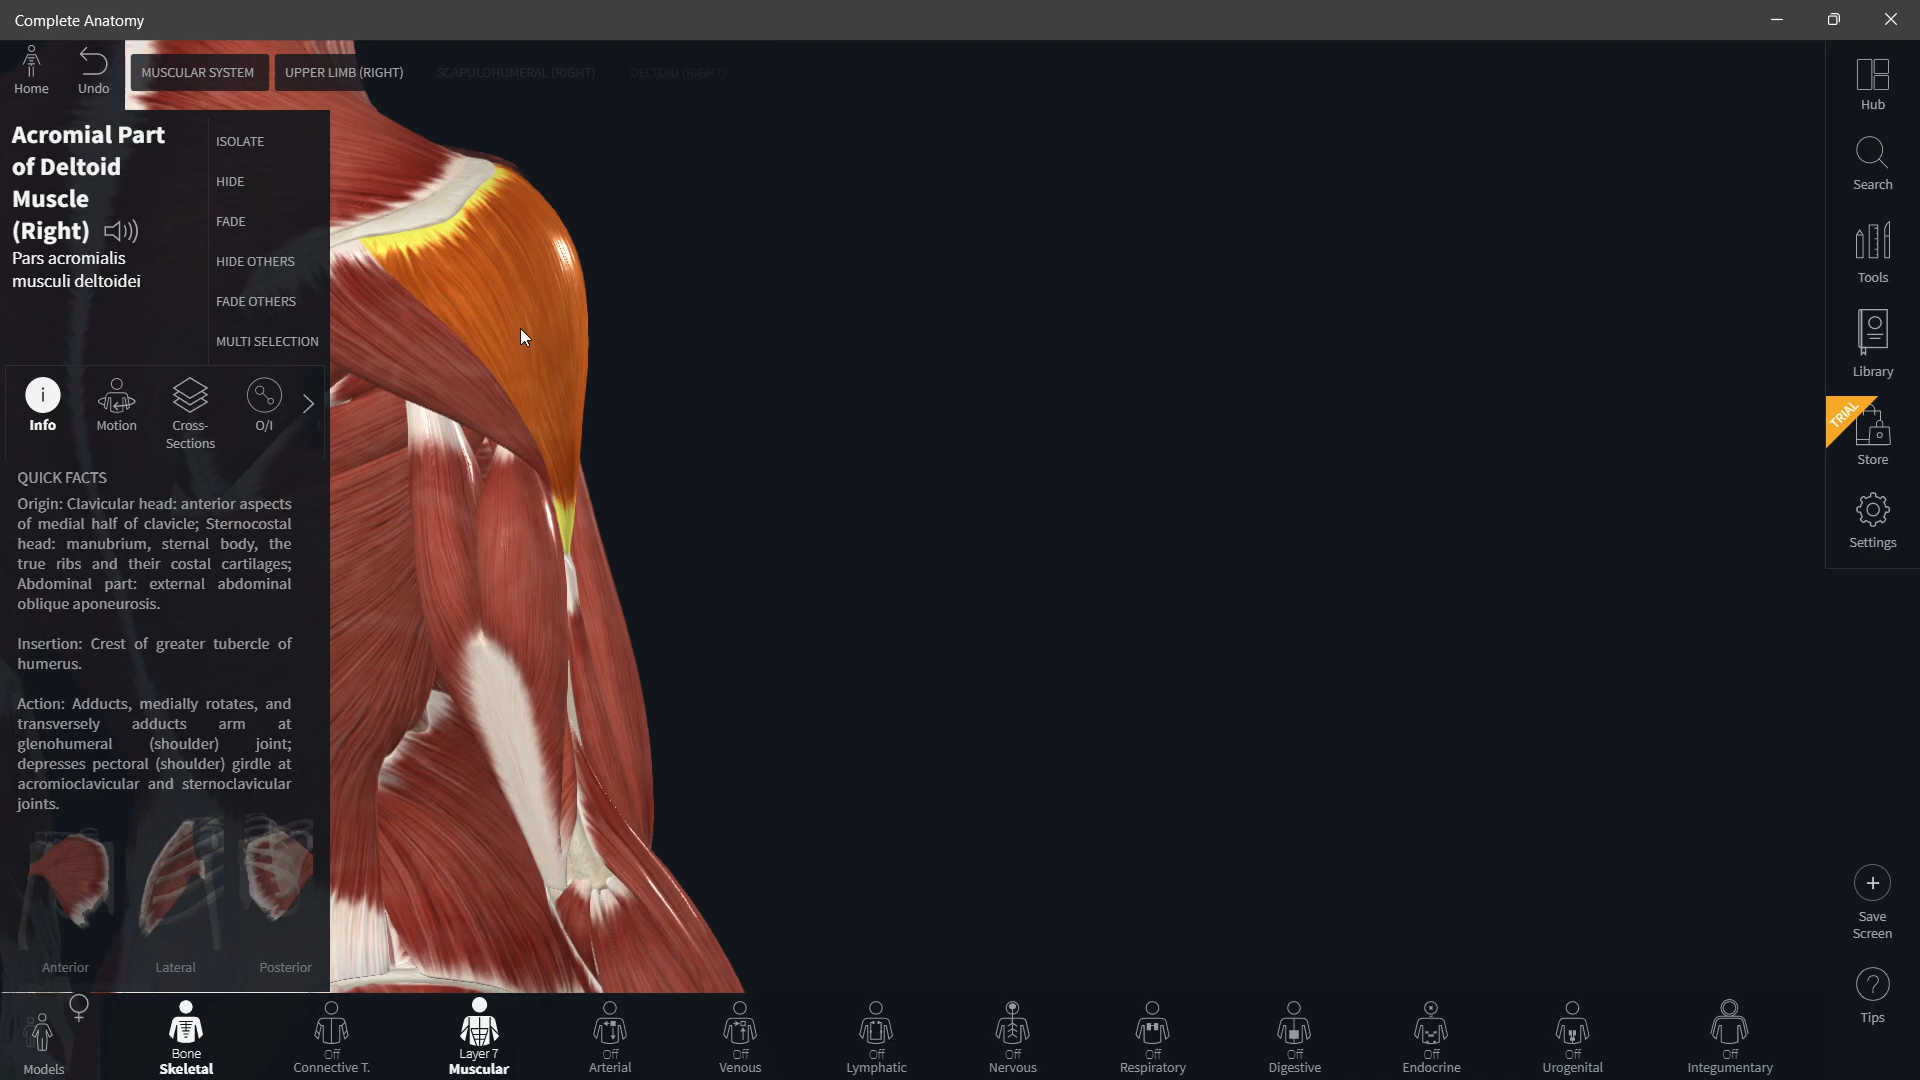 Complete Anatomy
Home
Undo
MUSCULAR SYSTEM
UPPER LIMB (RIGHT)
SCAPULOHUMERAL (RIGHT)
DELTOID (RIGHT)
Acromial Part
of Deltoid
Muscle
(Right)
Pars acromialis
musculi deltoidei
ISOLATE
HIDE
FADE
HIDE OTHERS
FADE OTHERS
MULTI SELECTION
Info
Motion
Cross-
Sections
O/I
QUICK FACTS
Origin: Clavicular head: anterior aspects
of medial half of clavicle; Sternocostal
head: manubrium, sternal body, the
true ribs and their costal cartilages;
Abdominal part: external abdominal
oblique aponeurosis.
Insertion: Crest of greater tubercle of
humerus.
Action: Adducts, medially rotates, and
transversely adducts arm at
glenohumeral (shoulder) joint;
depresses pectoral (shoulder) girdle at
acromioclavicular and sternoclavicular
joints.
Anterior
Lateral
Posterior
Hub
Search
Tools
Library
TRIAL
Store
Settings
Save
Screen
Tips
Models
Bone
Skeletal
Off
Connective T.
Layer 7
Muscular
Off
Arterial
Off
Venous
Off
Lymphatic
Off
Nervous
Off
Respiratory
Off
Digestive
Off
Endocrine
Off
Urogenital
Off
Integumentary